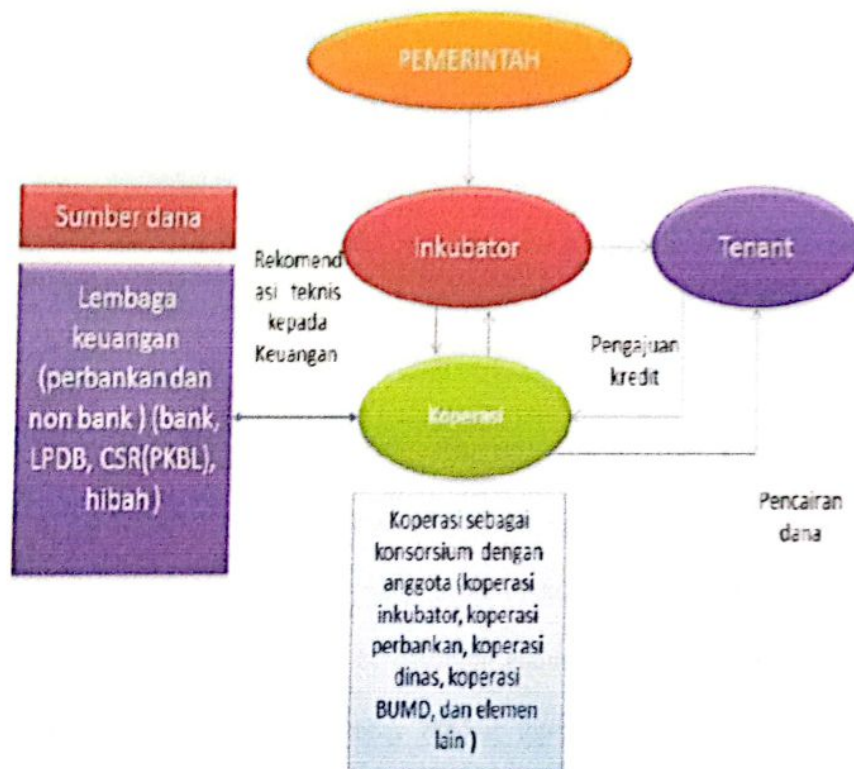 PEMERINTAH
Sumber dana
Inkubator
Tenant
Rekomend
asi teknis
kepada
Keuangan
Lembaga
keuangan
(perbankan dan
non bank ) (bank,
LPDB, CSR(PKBL),
hibah )
Pengajuan
kredit
Koperasi
Pencairan
dana
Koperasi sebagai
konsorsium dengan
anggota (koperasi
inkubator, koperasi
perbankan, koperasi
dinas, koperasi
BUMD, dan elemen
lain )